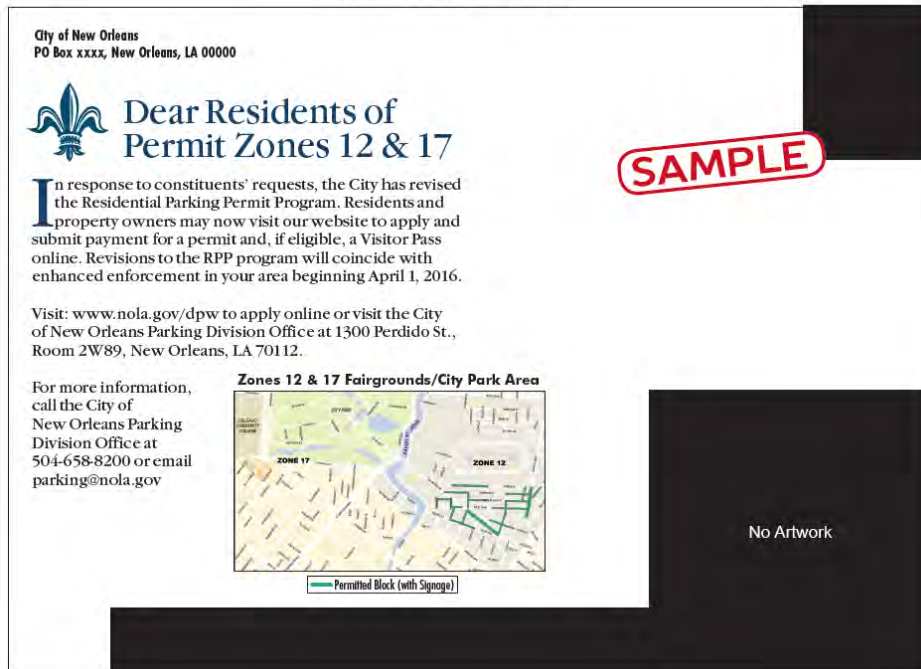 City of New Orleans
PO Box xxxx, New Orleans, LA 00000
Dear Residents of
Permit Zones 12 & 17
SAMPLE
In response to constituents' requests, the City has revised
the Residential Parking Permit Program. Residents and
property owners may now visit our website to apply and
submit payment for a permit and, if eligible, a Visitor Pass
online. Revisions to the RPP program will coincide with
enhanced enforcement in your area beginning April 1, 2016.
Visit: www.nola.gov/dpw to apply online or visit the City
of New Orleans Parking Division Office at 1300 Perdido St.,
Room 2W89, New Orleans, LA 70112.
For more information,
call the City of
New Orleans Parking
Division Office at
504-658-8200 or email
parking@nola.gov
Zones 12 & 17 Fairgrounds/City Park Area
CITY PARK
ZONE 17
ZONE 12
Permitted Block (with Signage)
No Artwork